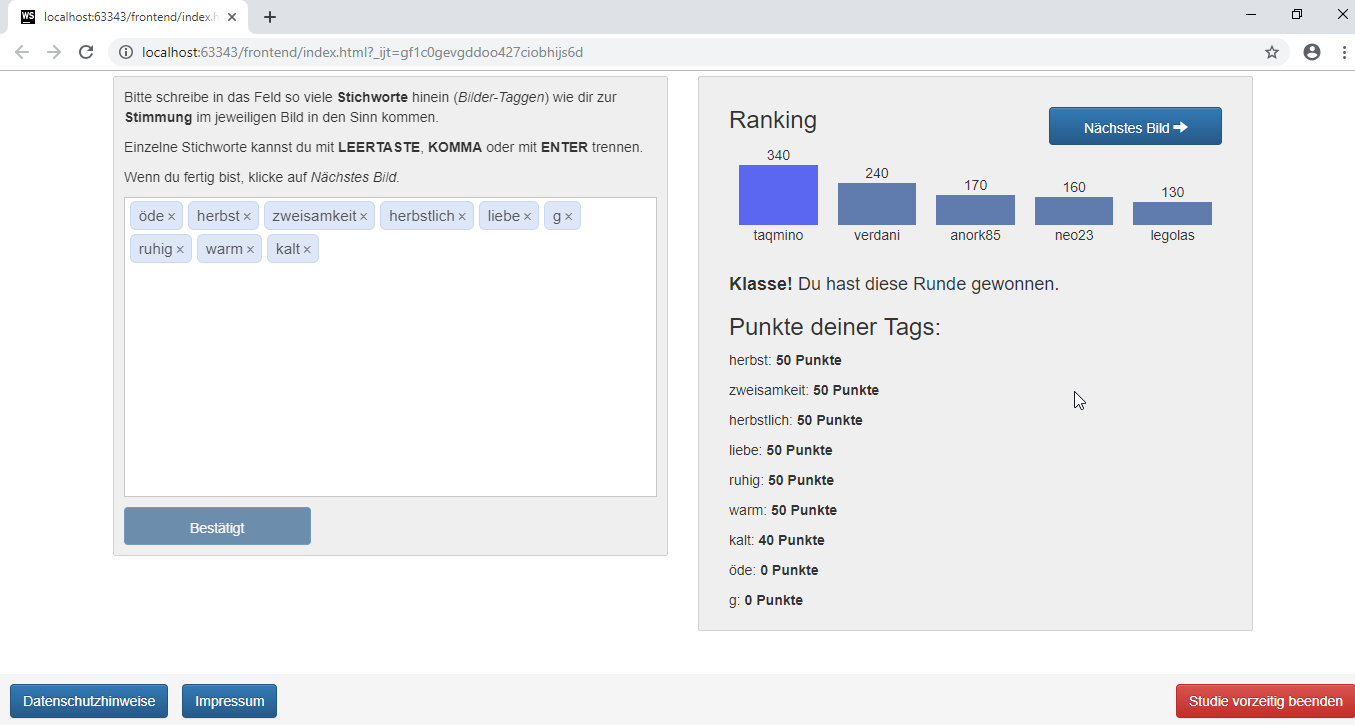 localhost:63343/frontend/index.h
localhost:63343/frontend/index.html?_ijt=gf1c0gevgddoo427ciobhijs6d
Bitte schreibe in das Feld so viele Stichworte hinein (Bilder-Taggen) wie dir zur
Stimmung im jeweiligen Bild in den Sinn kommen.
Einzelne Stichworte kannst du mit LEERTASTE, KOMMA oder mit ENTER trennen.
Wenn du fertig bist, klicke auf Nächstes Bild.
öde × herbst × zweisamkeit × herbstlich × liebe × g ×
ruhig × warm × kalt ×
Bestätigt
Ranking
Nächstes Bild
340 240 170 160 130
taqmino verdani anork85 neo23 legolas
Klasse! Du hast diese Runde gewonnen.
Punkte deiner Tags:
herbst: 50 Punkte
zweisamkeit: 50 Punkte
herbstlich: 50 Punkte
liebe: 50 Punkte
ruhig: 50 Punkte
warm: 50 Punkte
kalt: 40 Punkte
öde: 0 Punkte
g: 0 Punkte
Datenschutzhinweise
Impressum
Studie vorzeitig beenden